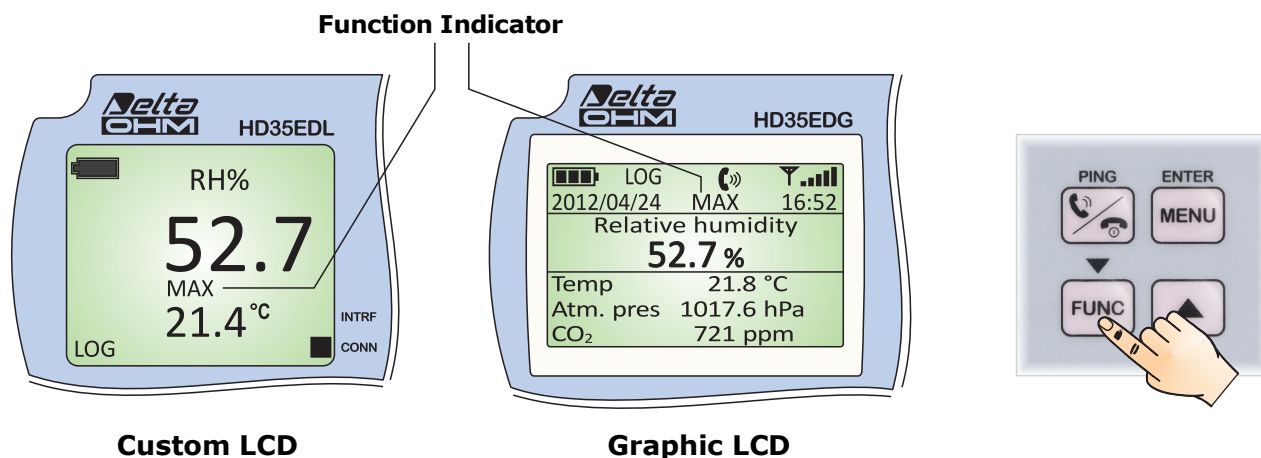 Function Indicator
Delta
OHM
HD35EDL
RH%
52.7
MAX
21.4 °C
LOG
INTRF
CONN
Custom LCD
Delta
OHM
HD35EDG
LOG
2012/04/24 MAX 16:52
Relative humidity
52.7 %
Temp 21.8 °C
Atm. pres 1017.6 hPa
CO₂ 721 ppm
Graphic LCD
PING ENTER
MENU
FUNC